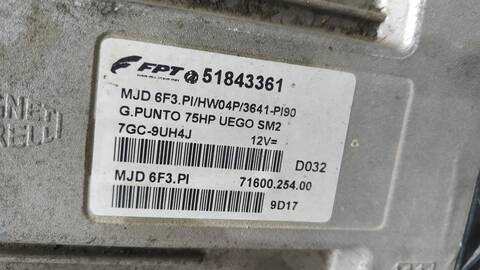 FPT 51843361
MJD 6F3.PI/HW04P/3641-PI90
G.PUNTO 75HP UEGO SM2
7GC-9UH4J 12V=
D032
MJD 6F3.PI 71600.254.00
9D17